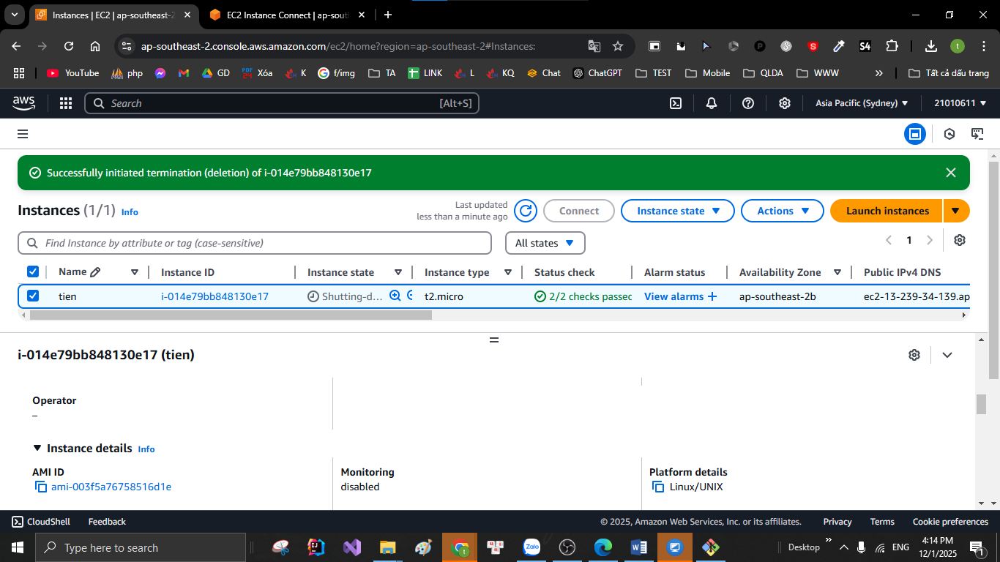 Instances | EC2 | ap-southeast-2
EC2 Instance Connect | ap-sout
ap-southeast-2.console.aws.amazon.com/ec2/home?region=ap-southeast-2#Instances:
S4
t
YouTube php GD PDF 24 Xóa K f/img TA LINK L KQ Chat ChatGPT TEST Mobile QLDA WWW » Tất cả dấu trang
aws Search [Alt+S] Asia Pacific (Sydney) 21010611
Successfully initiated termination (deletion) of i-014e79bb848130e17
Instances (1/1) Info
Last updated
less than a minute ago
Connect Instance state Actions Launch instances
Find Instance by attribute or tag (case-sensitive) All states 1
Name Instance ID Instance state Instance type Status check Alarm status Availability Zone Public IPv4 DNS
tien i-014e79bb848130e17 Shutting-d... t2.micro 2/2 checks passec View alarms + ap-southeast-2b ec2-13-239-34-139.ap
i-014e79bb848130e17 (tien)
Operator
–
Instance details Info
AMI ID Monitoring Platform details
ami-003f5a76758516d1e disabled Linux/UNIX
CloudShell Feedback © 2025, Amazon Web Services, Inc. or its affiliates. Privacy Terms Cookie preferences
Type here to search Zalo Desktop » ENG
4:14 PM
12/1/2025
1